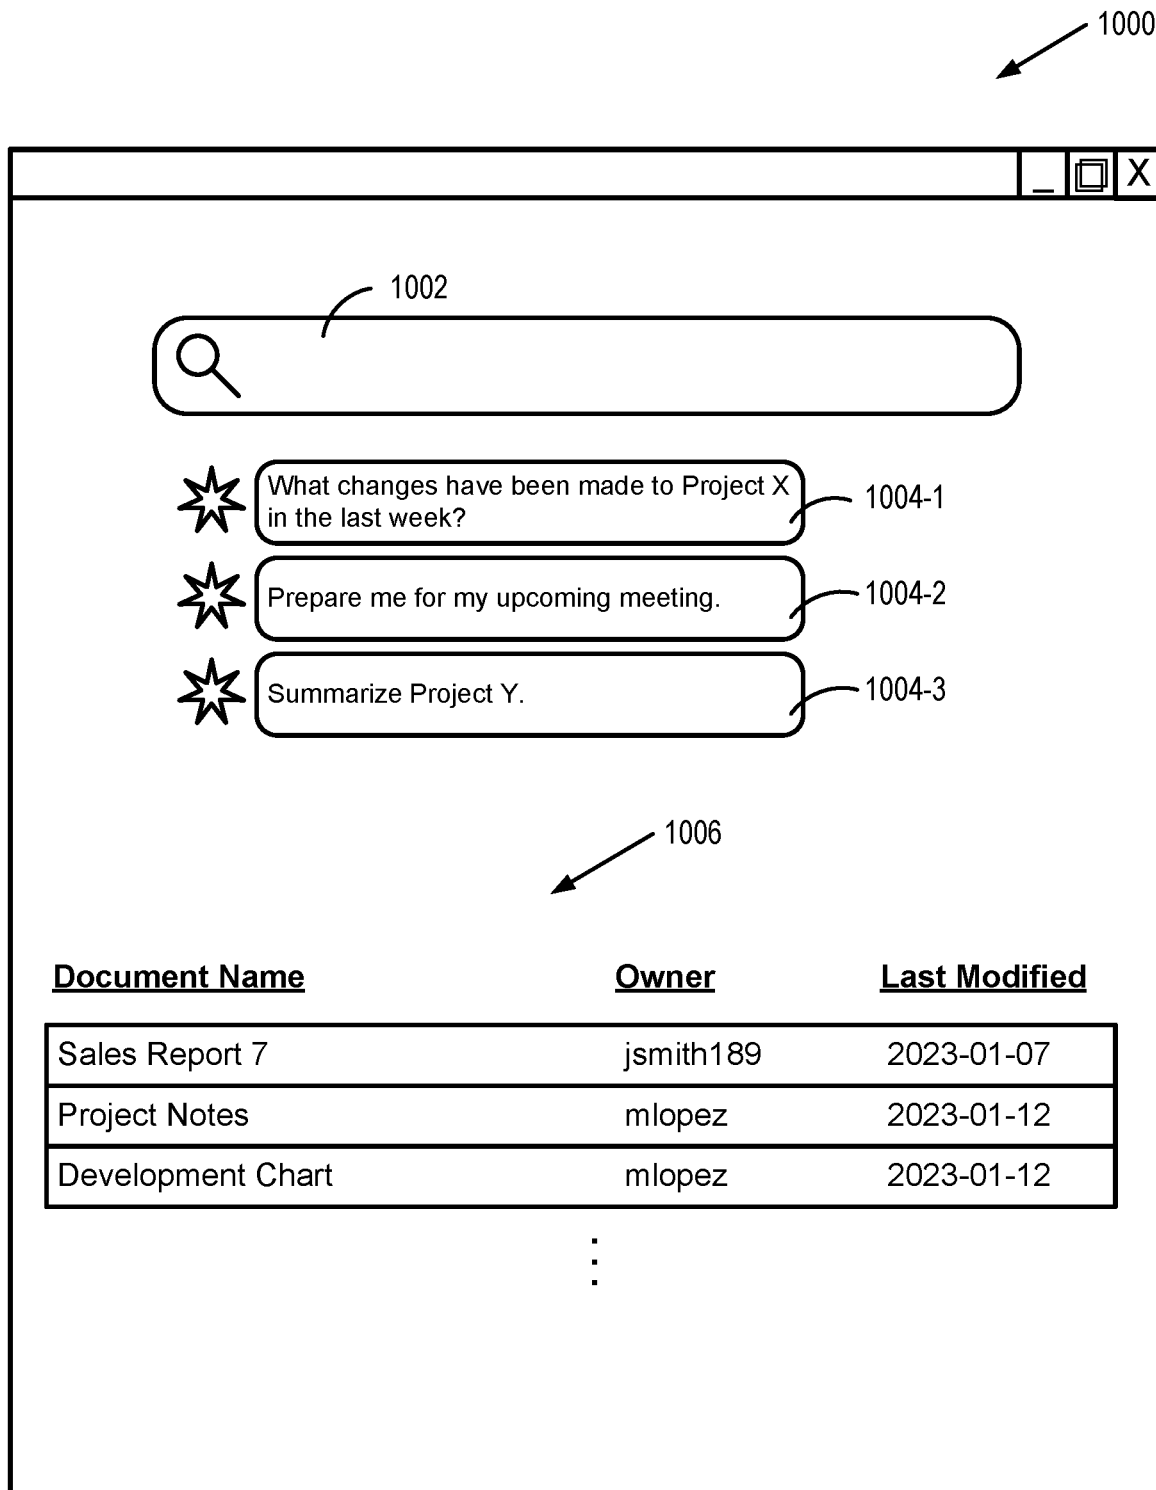 1000
_ X
1002
What changes have been made to Project X
in the last week?
1004-1
Prepare me for my upcoming meeting.
1004-2
Summarize Project Y.
1004-3
1006
Document Name Owner Last Modified
Sales Report 7 jsmith189 2023-01-07
Project Notes mlopez 2023-01-12
Development Chart mlopez 2023-01-12